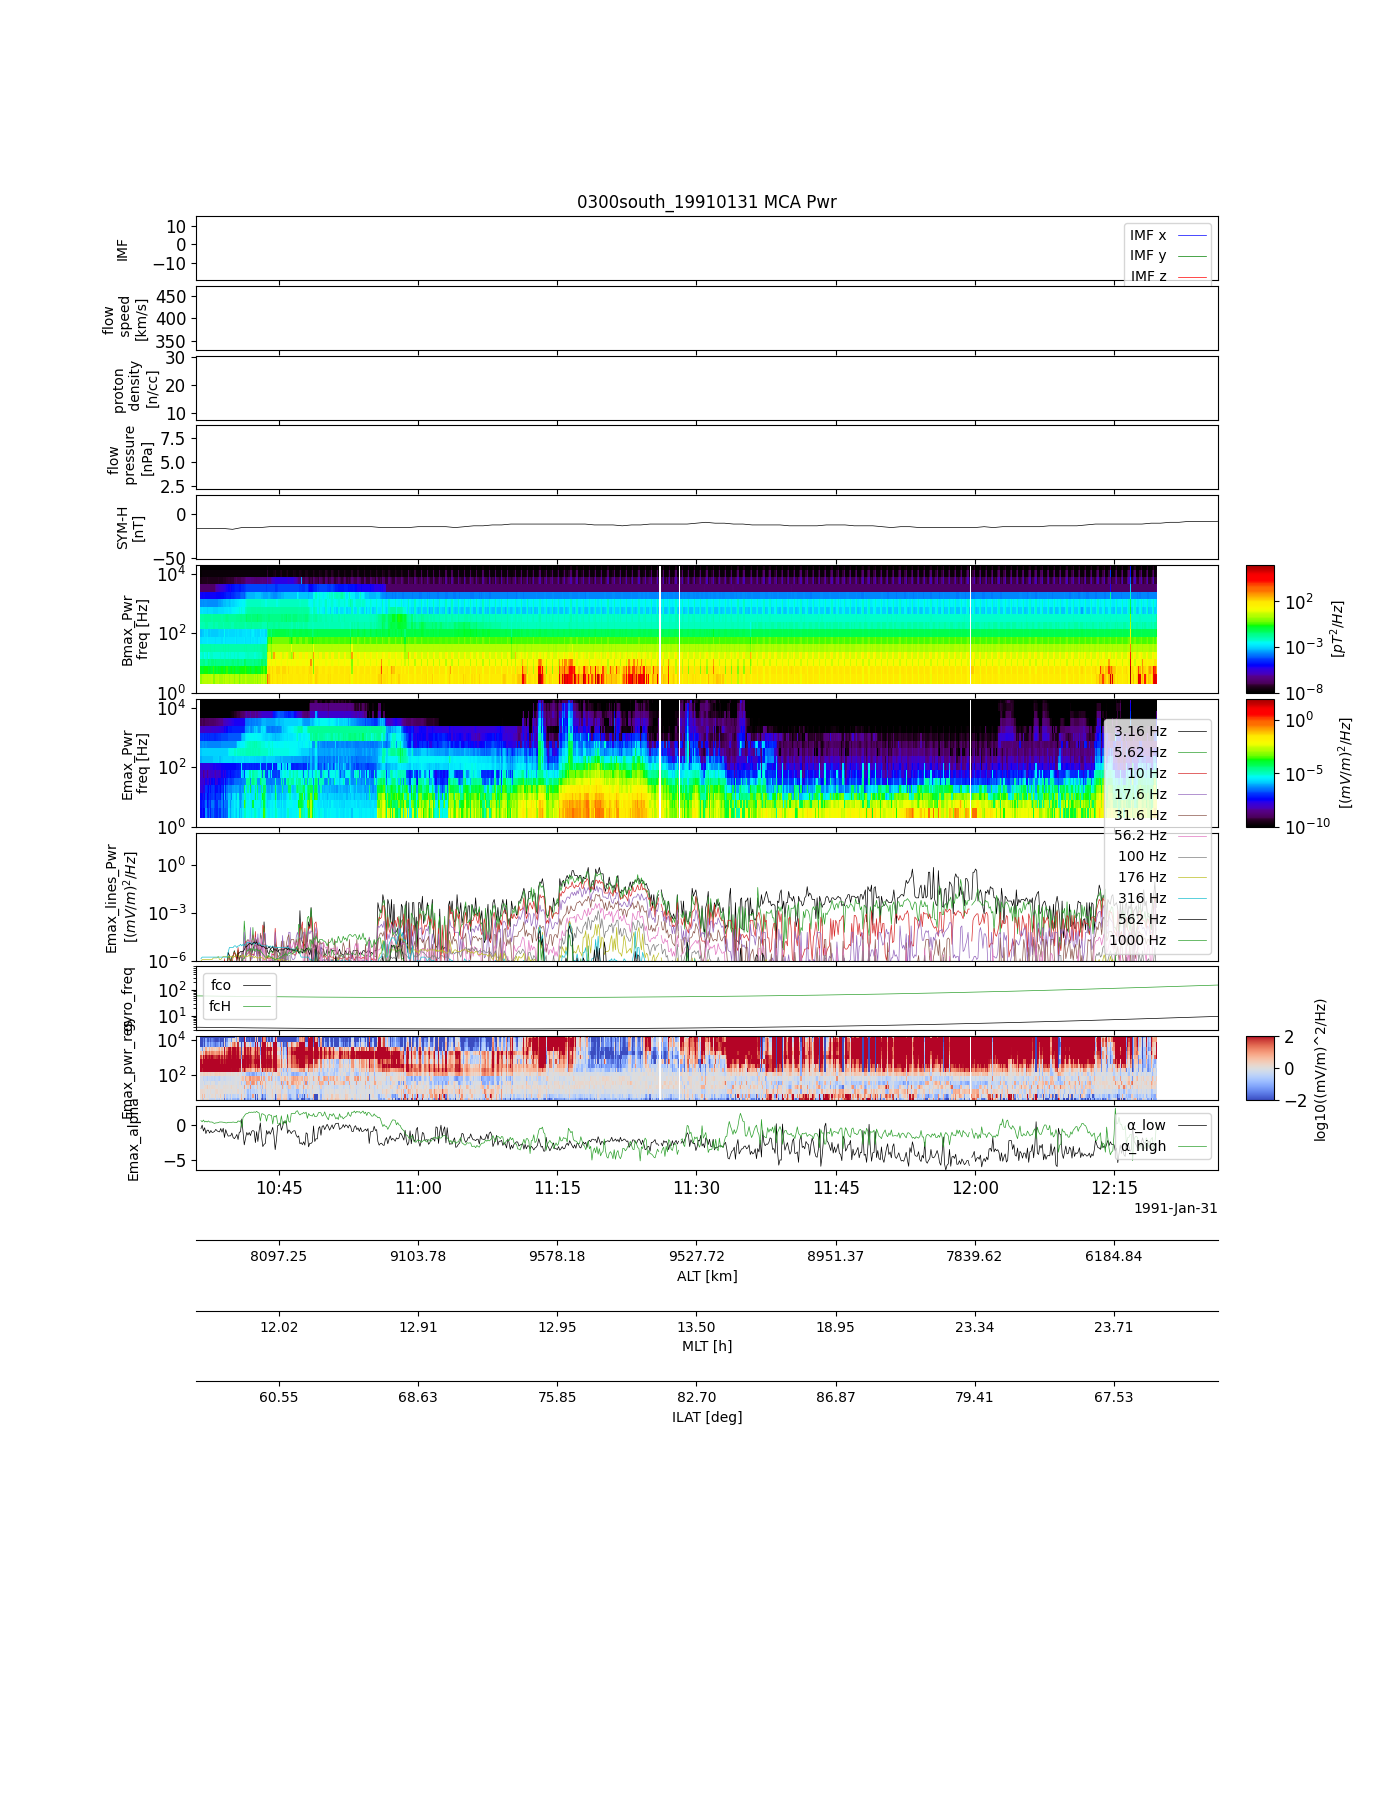 0300south_19910131 MCA Pwr
10
0
−10
IMF
IMF x
IMF y
IMF z
450
400
350
flow
speed
[km/s]
30
20
10
proton
density
[n/cc]
7.5
5.0
2.5
flow
pressure
[nPa]
0
−50
SYM-H
[nT]
10^4
10^2
10^0
Bmax_Pwr
freq [Hz]
10^2
10^−3
10^−8
[pT^2/Hz]
10^4
10^2
10^0
Emax_Pwr
freq [Hz]
10^0
10^−5
10^−10
[(mV/m)^2/Hz]
3.16 Hz
5.62 Hz
10 Hz
17.6 Hz
31.6 Hz
56.2 Hz
100 Hz
176 Hz
316 Hz
562 Hz
1000 Hz
10^0
10^−3
10^−6
Emax_lines_Pwr
[(mV/m)^2/Hz]
10^2
10^1
gyro_freq
fco
fcH
10^4
10^2
Emax_pwr_reg
2
0
−2
log10((mV/m)^2/Hz)
0
−5
Emax_alpha
α_low
α_high
10:45 11:00 11:15 11:30 11:45 12:00 12:15
1991-Jan-31
8097.25 9103.78 9578.18 9527.72 8951.37 7839.62 6184.84
ALT [km]
12.02 12.91 12.95 13.50 18.95 23.34 23.71
MLT [h]
60.55 68.63 75.85 82.70 86.87 79.41 67.53
ILAT [deg]